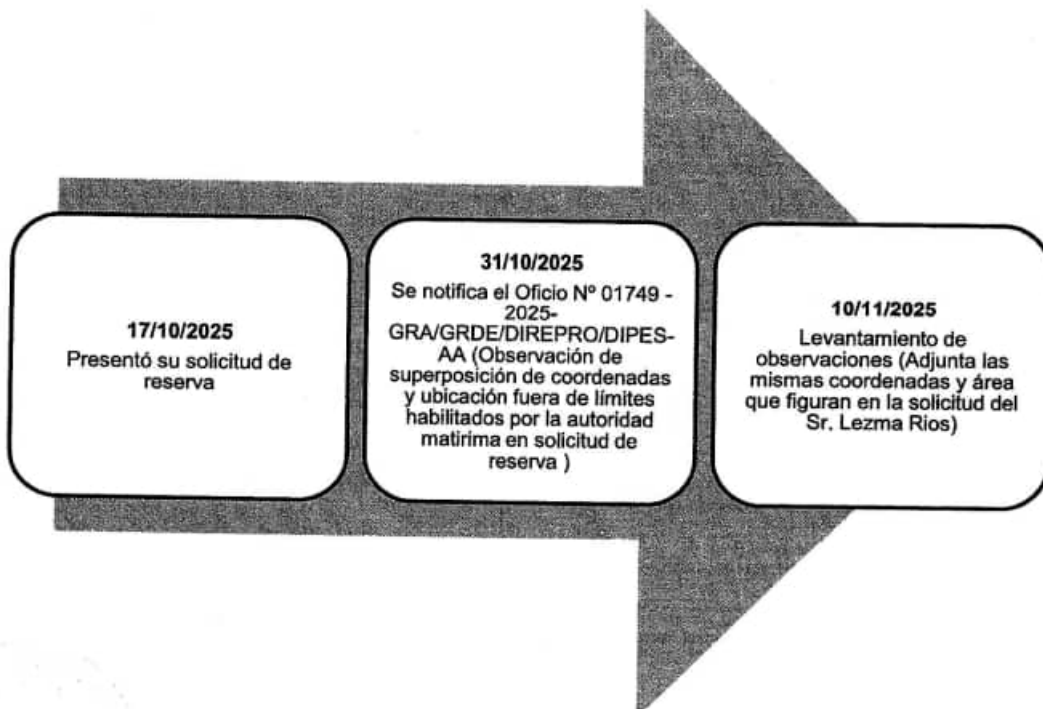 17/10/2025
Presentó su solicitud de
reserva
31/10/2025
Se notifica el Oficio Nº 01749 -
2025-
GRA/GRDE/DIREPRO/DIPES-
AA (Observación de
superposición de coordenadas
y ubicación fuera de límites
habilitados por la autoridad
matirima en solicitud de
reserva )
10/11/2025
Levantamiento de
observaciones (Adjunta las
mismas coordenadas y área
que figuran en la solicitud del
Sr. Lezma Rios)